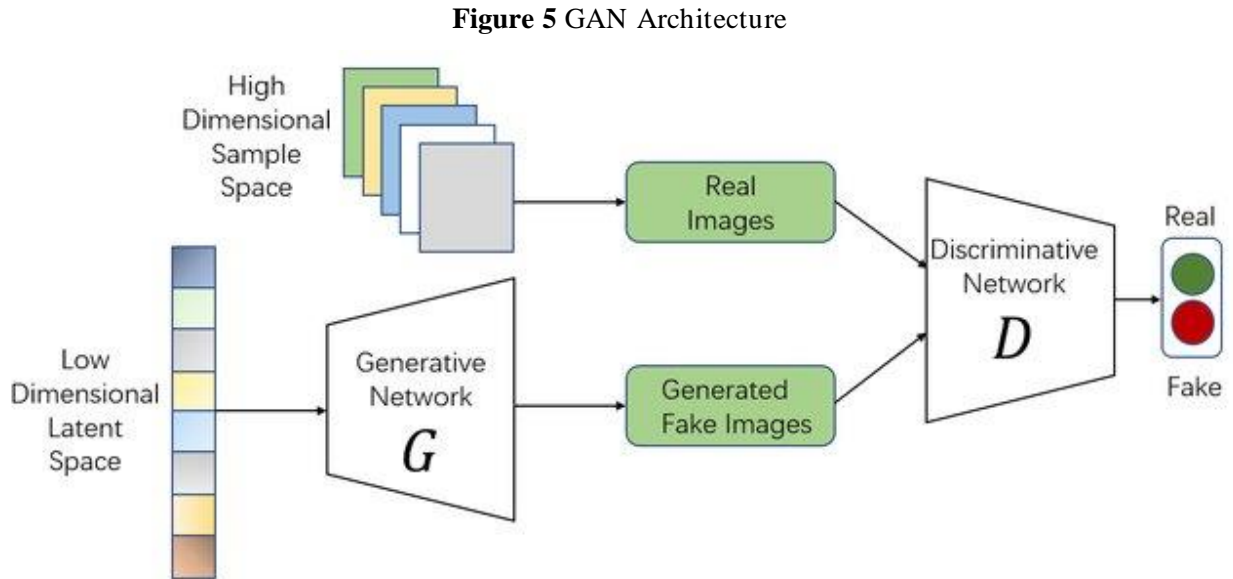 Figure 5 GAN Architecture
High
Dimensional
Sample
Space
Real
Images
Low
Dimensional
Latent
Space
Generative
Network
G
Generated
Fake Images
Discriminative
Network
D
Real
Fake